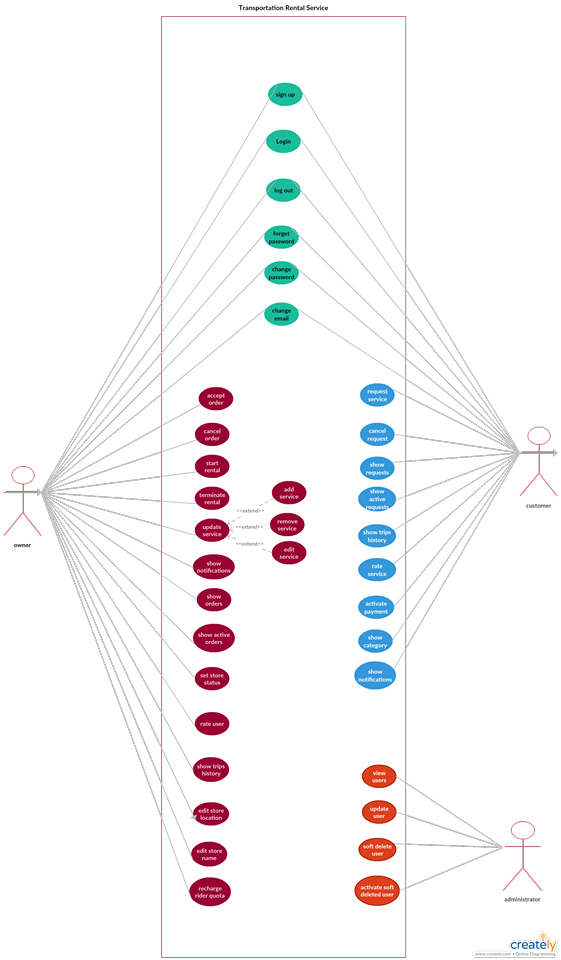 Transportation Rental Service
sign up
Login
log out
forget
password
change
password
change
email
accept
order
cancel
order
start
rental
terminate
rental
update
service
show
notifications
show
orders
show active
orders
set store
status
rate user
show trips
history
edit store
location
edit store
name
recharge
rider quota
add
service
remove
service
edit
service
<<extend>>
<<extend>>
<<extend>>
request
service
cancel
request
show
requests
show
active
requests
show trips
history
rate
service
activate
payment
show
category
show
notifications
view
users
update
user
soft delete
user
activate soft
deleted user
owner
customer
administrator
creately
www.creately.com • Online Diagramming